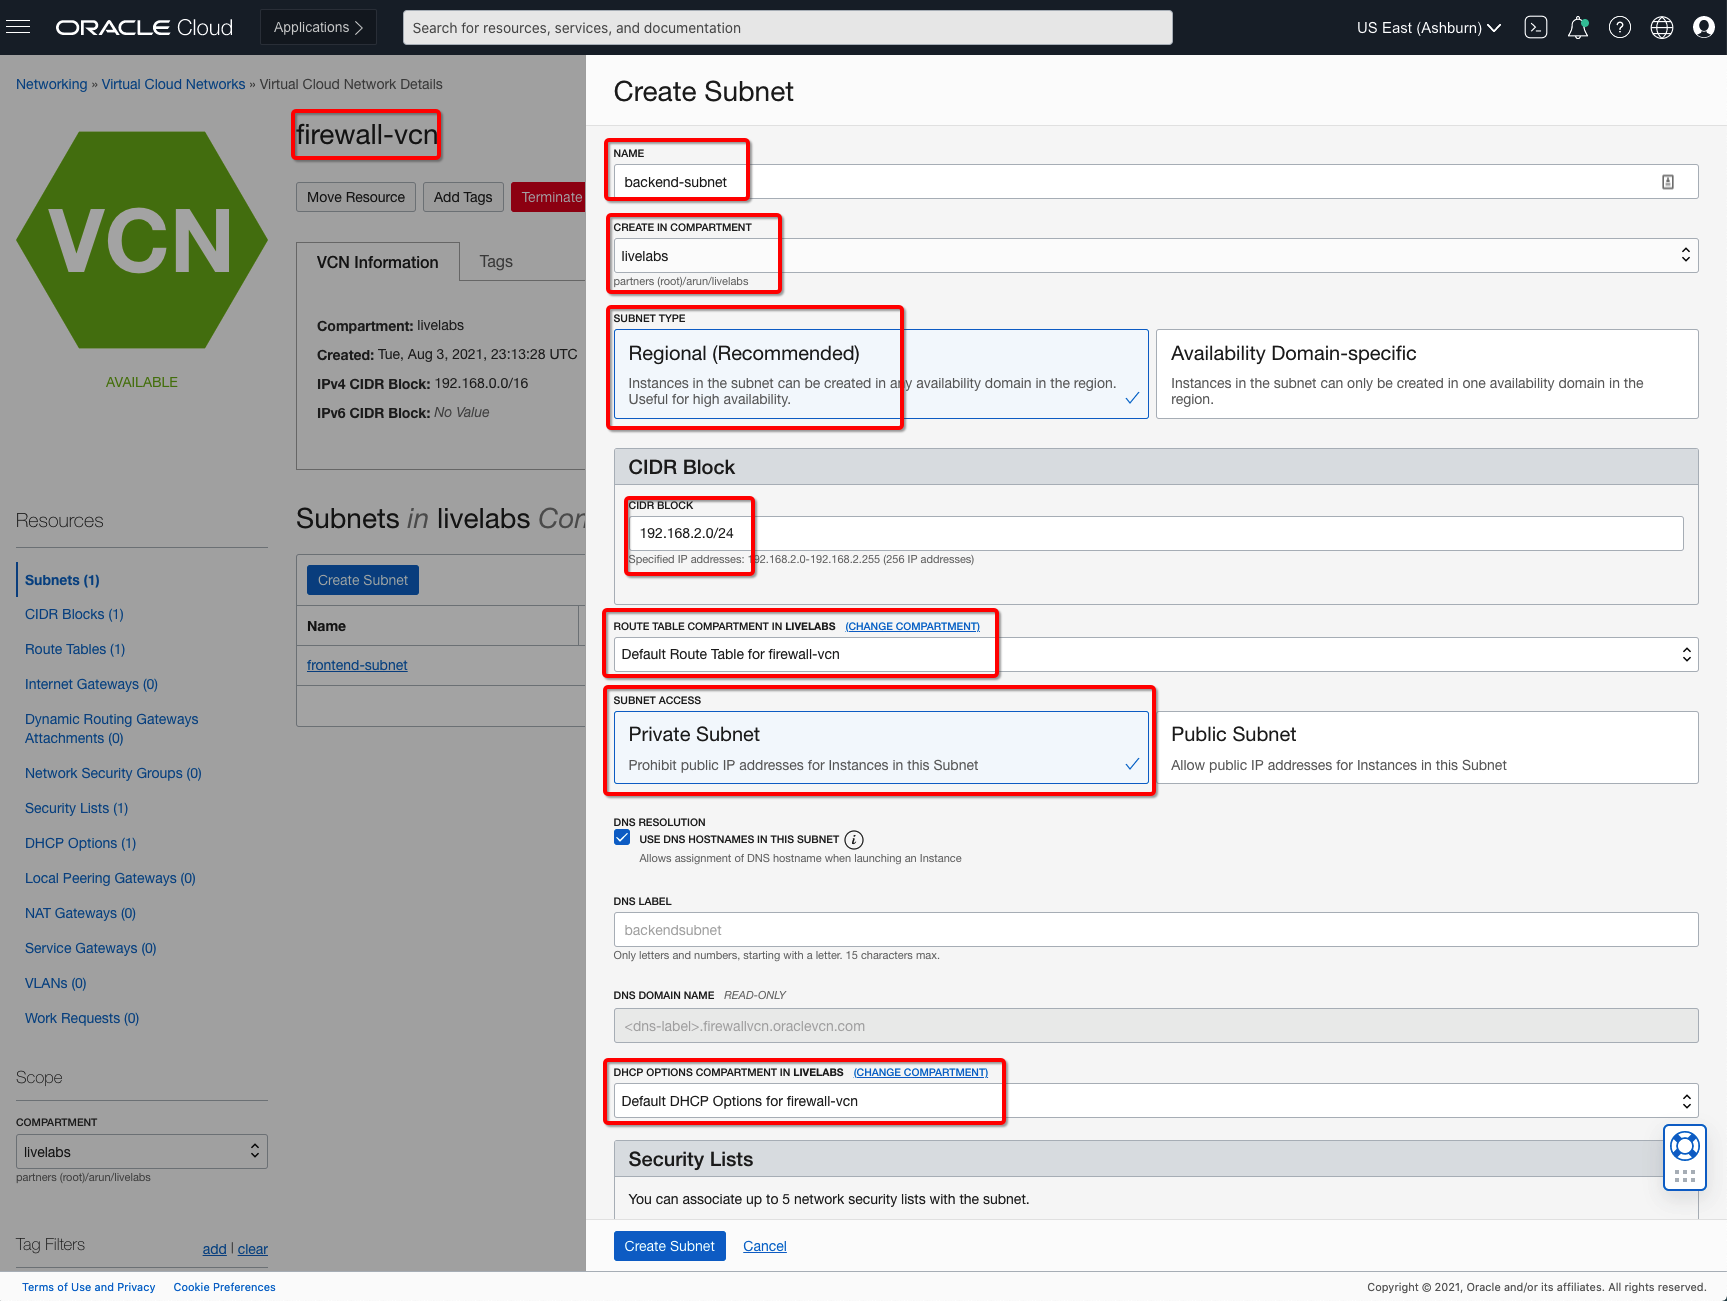 ORACLE Cloud
Applications
Search for resources, services, and documentation
US East (Ashburn)
Networking » Virtual Cloud Networks » Virtual Cloud Network Details
VCN
AVAILABLE
firewall-vcn
Move Resource
Add Tags
Terminate
VCN Information
Tags
Compartment: livelabs
Created: Tue, Aug 3, 2021, 23:13:28 UTC
IPv4 CIDR Block: 192.168.0.0/16
IPv6 CIDR Block: No Value
Resources
Subnets (1)
CIDR Blocks (1)
Route Tables (1)
Internet Gateways (0)
Dynamic Routing Gateways
Attachments (0)
Network Security Groups (0)
Security Lists (1)
DHCP Options (1)
Local Peering Gateways (0)
NAT Gateways (0)
Service Gateways (0)
VLANs (0)
Work Requests (0)
Scope
COMPARTMENT
livelabs
partners (root)/arun/livelabs
Tag Filters
add | clear
Subnets in livelabs Con
Create Subnet
Name
frontend-subnet
Create Subnet
NAME
backend-subnet
CREATE IN COMPARTMENT
livelabs
partners (root)/arun/livelabs
SUBNET TYPE
Regional (Recommended)
Instances in the subnet can be created in any availability domain in the region.
Useful for high availability.
Availability Domain-specific
Instances in the subnet can only be created in one availability domain in the
region.
CIDR Block
CIDR BLOCK
192.168.2.0/24
Specified IP addresses: 192.168.2.0-192.168.2.255 (256 IP addresses)
ROUTE TABLE COMPARTMENT IN LIVELABS (CHANGE COMPARTMENT)
Default Route Table for firewall-vcn
SUBNET ACCESS
Private Subnet
Prohibit public IP addresses for Instances in this Subnet
Public Subnet
Allow public IP addresses for Instances in this Subnet
DNS RESOLUTION
USE DNS HOSTNAMES IN THIS SUBNET
Allows assignment of DNS hostname when launching an Instance
DNS LABEL
backendsubnet
Only letters and numbers, starting with a letter. 15 characters max.
DNS DOMAIN NAME READ-ONLY
<dns-label>.firewallvcn.oraclevcn.com
DHCP OPTIONS COMPARTMENT IN LIVELABS (CHANGE COMPARTMENT)
Default DHCP Options for firewall-vcn
Security Lists
You can associate up to 5 network security lists with the subnet.
Create Subnet
Cancel
Terms of Use and Privacy
Cookie Preferences
Copyright © 2021, Oracle and/or its affiliates. All rights reserved.